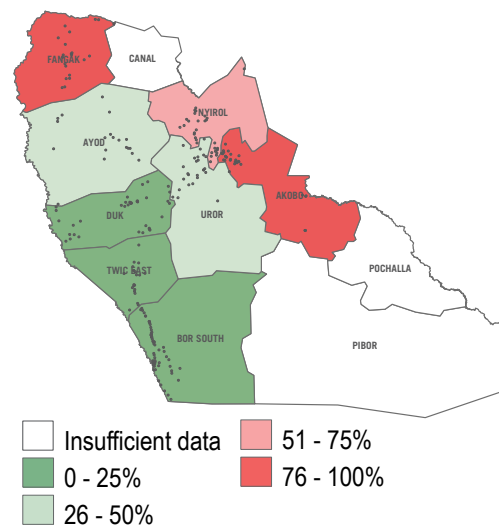 CANAL
FANGAK
NYIROL
AYOD
AKOBO
DUK
UROR
TWIC EAST
POCHALLA
BOR SOUTH
PIBOR
Insufficient data
51 - 75%
0 - 25%
76 - 100%
26 - 50%